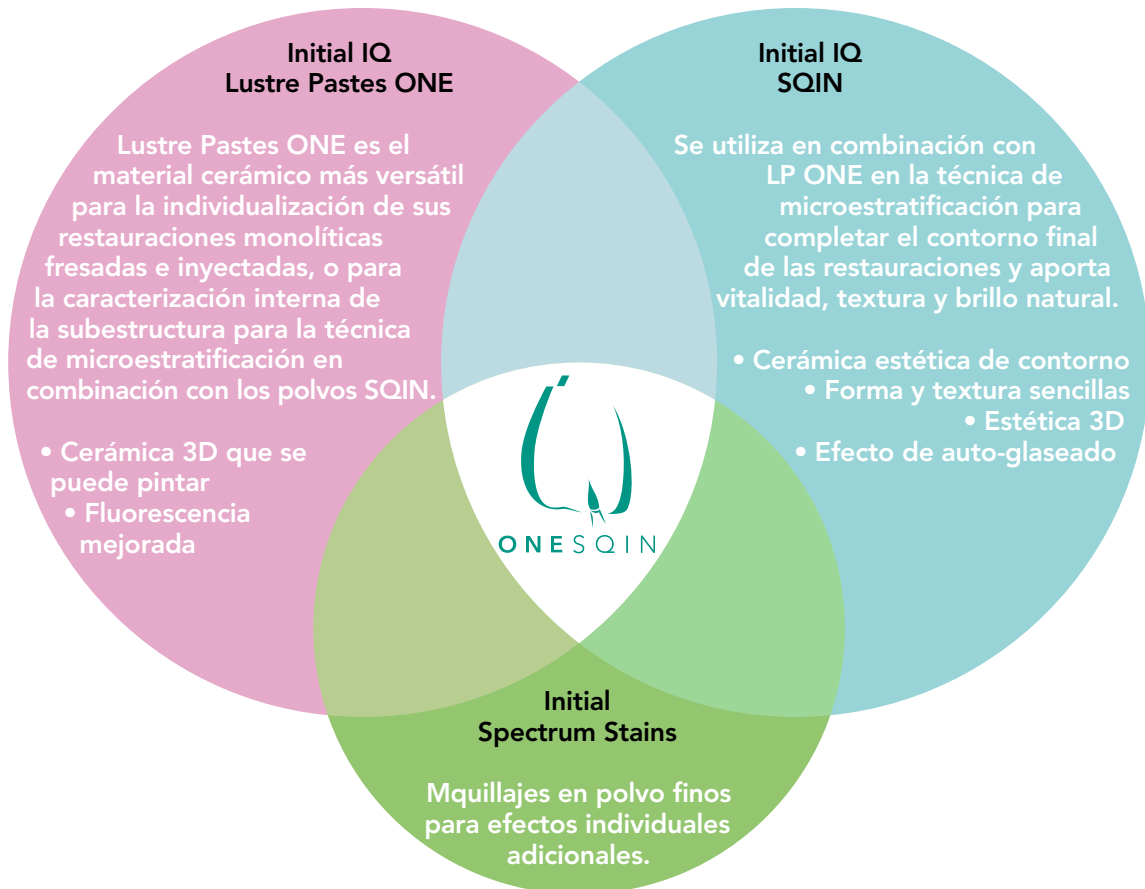 Initial IQ
Lustre Pastes ONE
Lustre Pastes ONE es el
material cerámico más versátil
para la individualización de sus
restauraciones monolíticas
fresadas e inyectadas, o para
la caracterización interna de
la subestructura para la técnica
de microestratificación en
combinación con los polvos SQIN.
• Cerámica 3D que se
puede pintar
• Fluorescencia
mejorada
Initial IQ
SQIN
Se utiliza en combinación con
LP ONE en la técnica de
microestratificación para
completar el contorno final
de las restauraciones y aporta
vitalidad, textura y brillo natural.
• Cerámica estética de contorno
• Forma y textura sencillas
• Estética 3D
• Efecto de auto-glaseado
ONESQIN
Initial
Spectrum Stains
Mquillajes en polvo finos
para efectos individuales
adicionales.